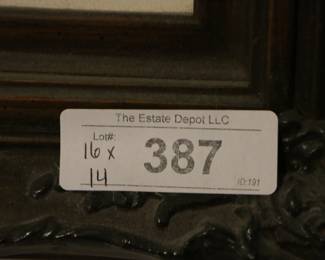 The Estate Depot LLC
Lot#:
16 x 387
14
ID:191